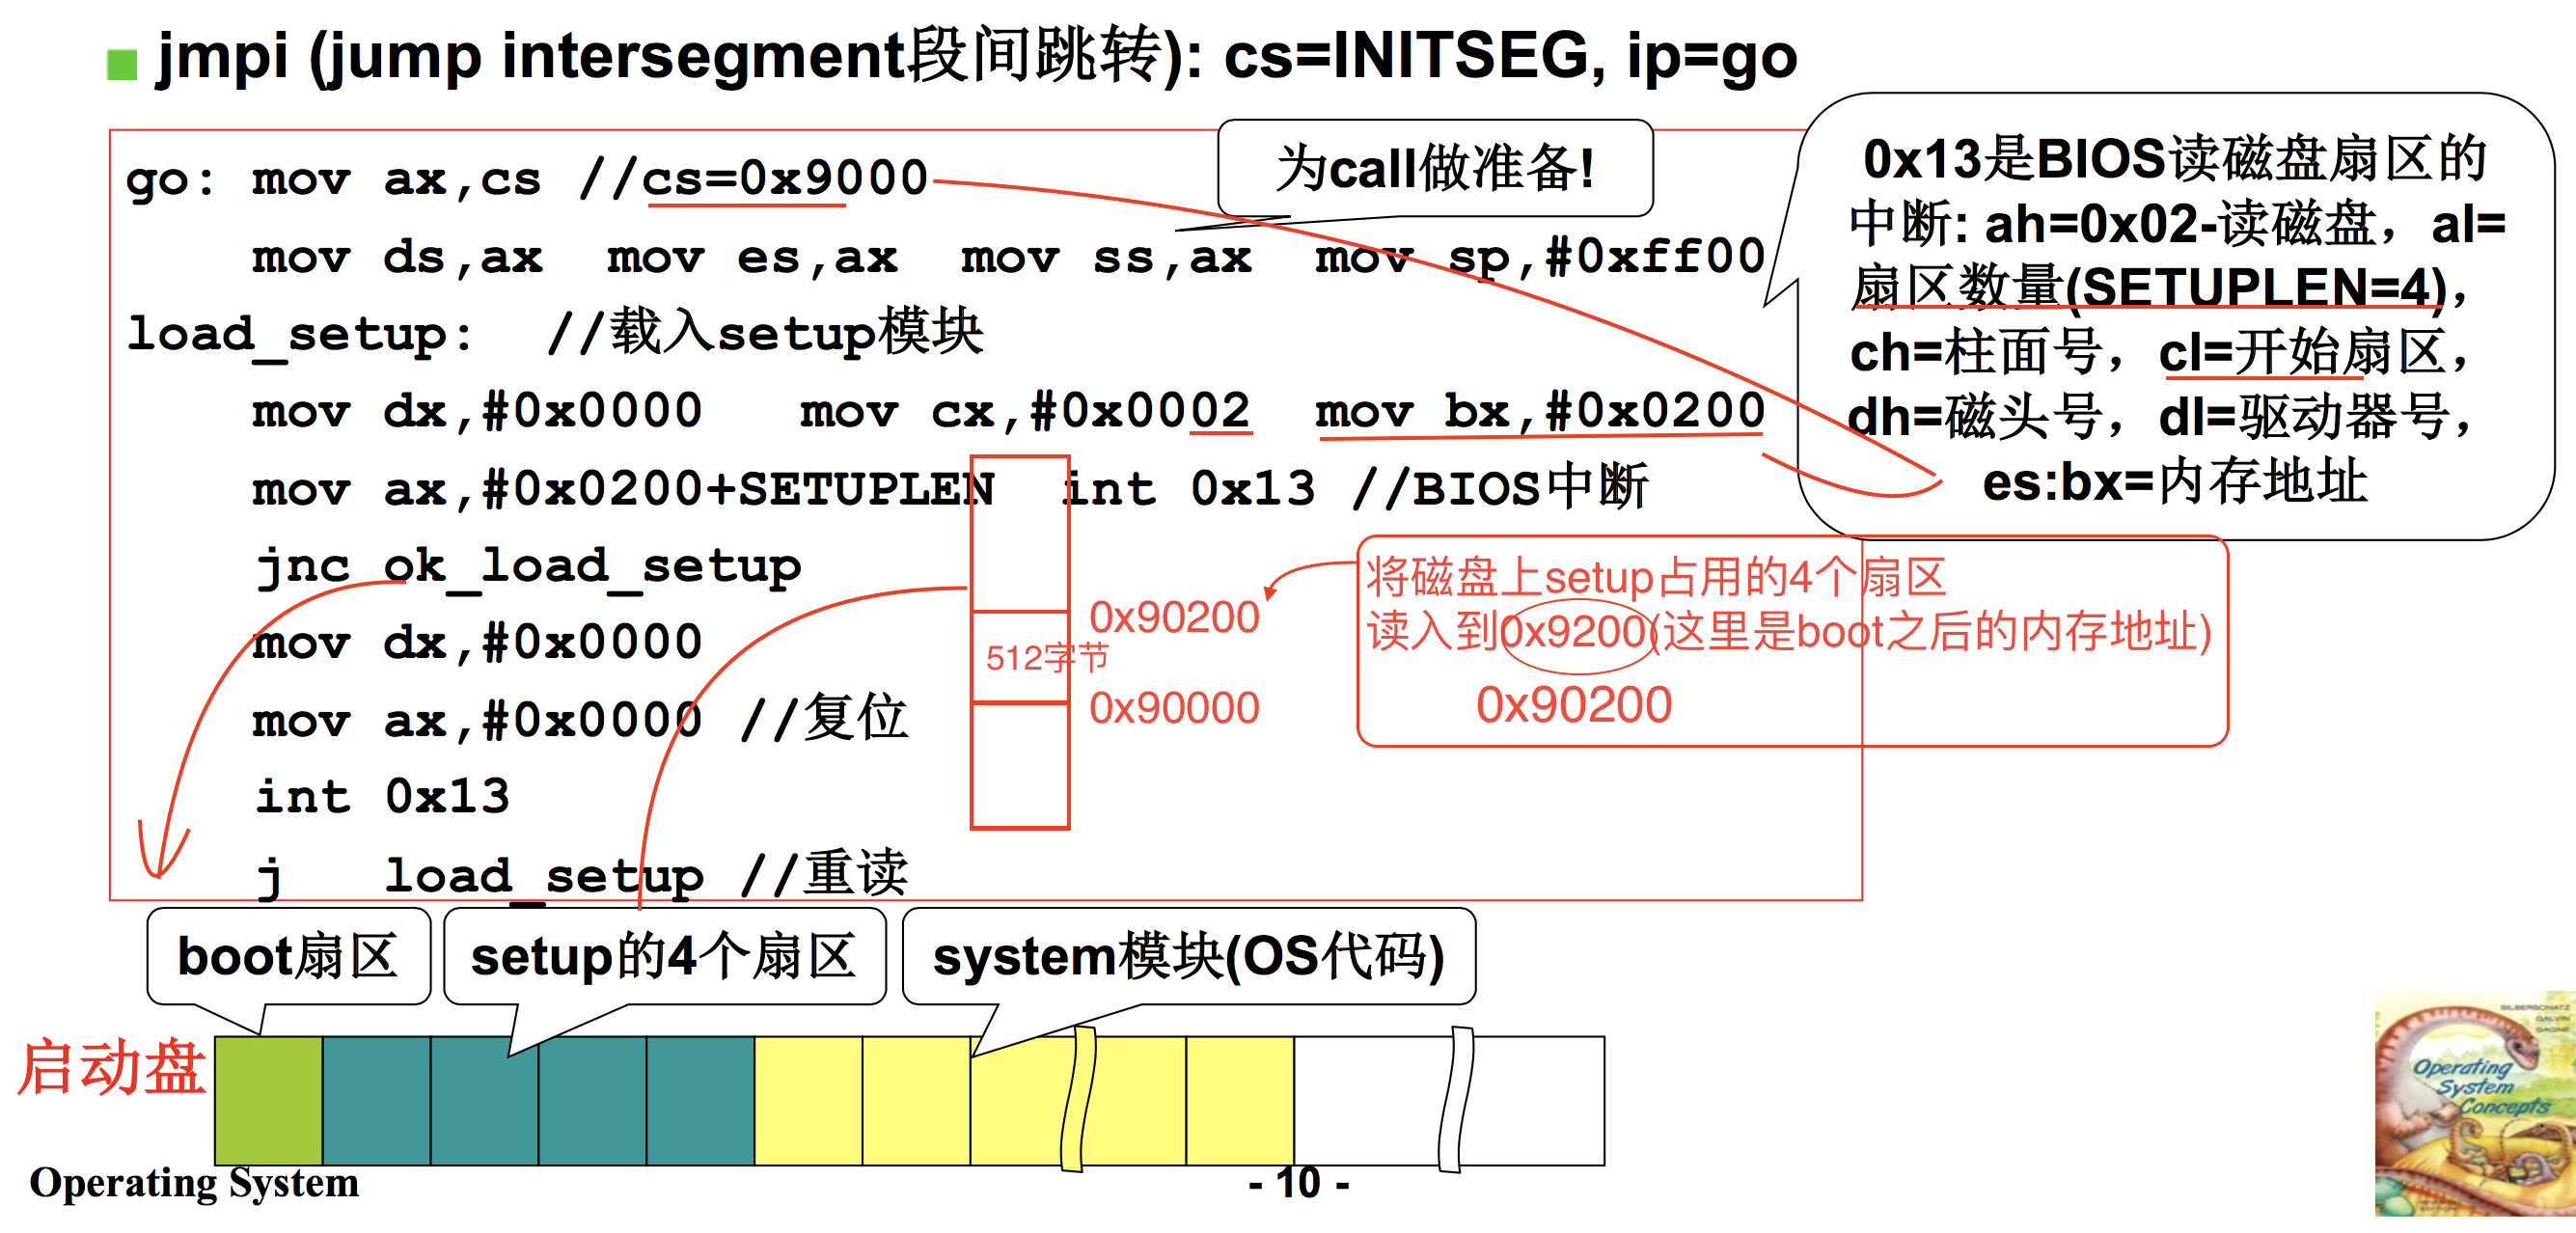 jmpi (jump intersegment段间跳转): cs=INITSEG, ip=go
为call做准备!
go: mov ax,cs //cs=0x9000
mov ds,ax mov es,ax mov ss,ax mov sp,#0xff00
load_setup: //载入setup模块
mov dx,#0x0000 mov cx,#0x0002 mov bx,#0x0200
mov ax,#0x0200+SETUPLEN int 0x13 //BIOS中断
jnc ok_load_setup
mov dx,#0x0000
mov ax,#0x0000 //复位
int 0x13
j load_setup //重读
0x13是BIOS读磁盘扇区的
中断: ah=0x02-读磁盘，al=
扇区数量(SETUPLEN=4)，
ch=柱面号，cl=开始扇区，
dh=磁头号，dl=驱动器号，
es:bx=内存地址
将磁盘上setup占用的4个扇区
读入到0x9200(这里是boot之后的内存地址)
0x90200
0x90200
512字节
0x90000
boot扇区
setup的4个扇区
system模块(OS代码)
启动盘
Operating System
- 10 -
SILBERSCHATZ
GALVIN
GAGNE
Operating
System
Concepts